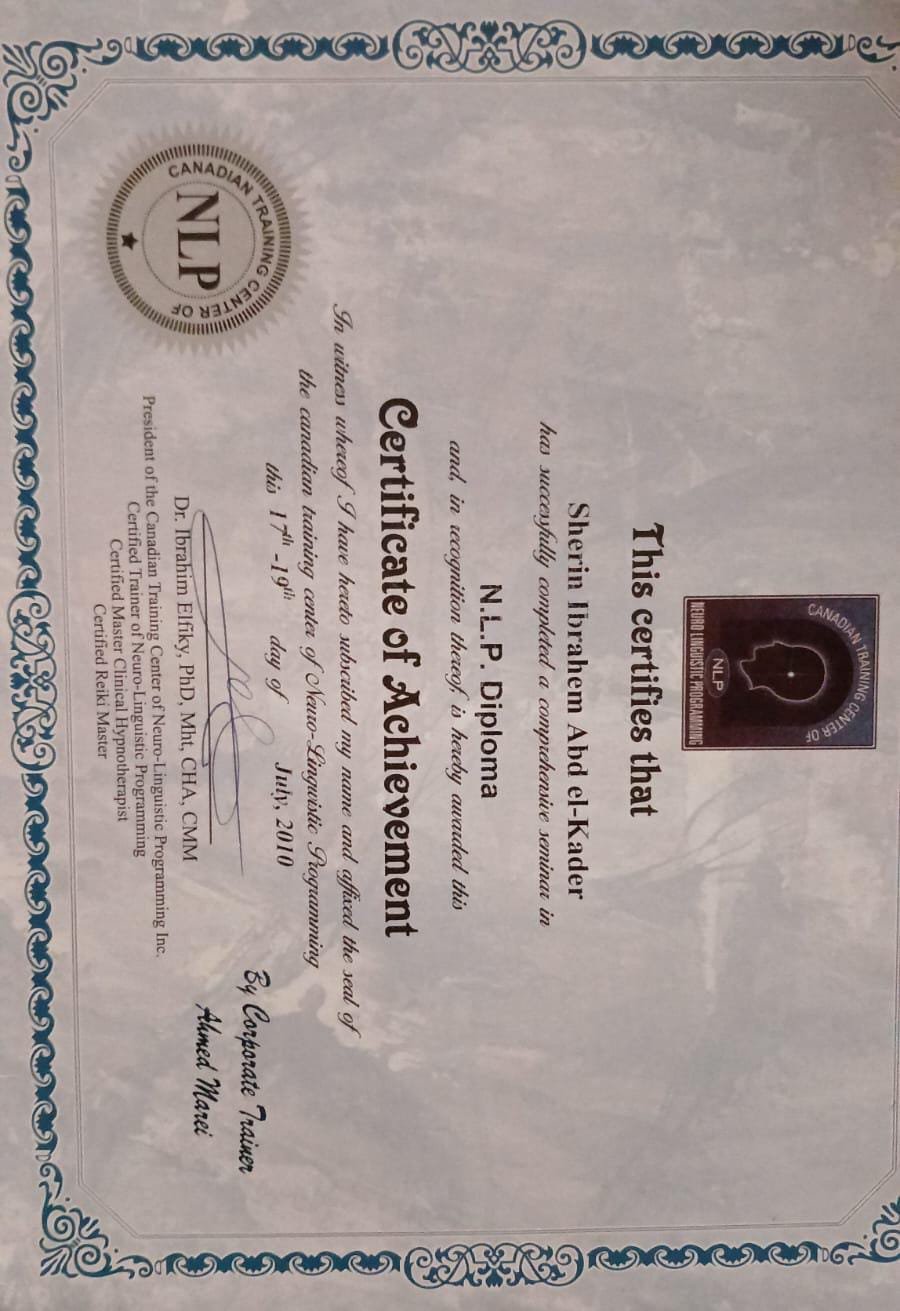 CANADIAN TRAINING CENTER OF
NLP
NEURO LINGUISTIC PROGRAMMING
This certifies that
Sherin Ibrahem Abd el-Kader
has succesfully completed a comprehensive seminar in
N.L.P. Diploma
and, in recognition thereof, is hereby awarded this
Certificate of Achievement
In witness whereof I have hereto subscribed my name and affixed the seal of
the canadian training center of Neuro-Linguistic Programming
this 17th -19th day of July, 2010
By Corporate Trainer
Ahmed Marei
Dr. Ibrahim Elfiky, PhD, Mht, CHA, CMM
President of the Canadian Training Center of Neuro-Linguistic Programming Inc.
Certified Trainer of Neuro-Linguistic Programming
Certified Master Clinical Hypnotherapist
Certified Reiki Master
CANADIAN TRAINING CENTER OF
NLP